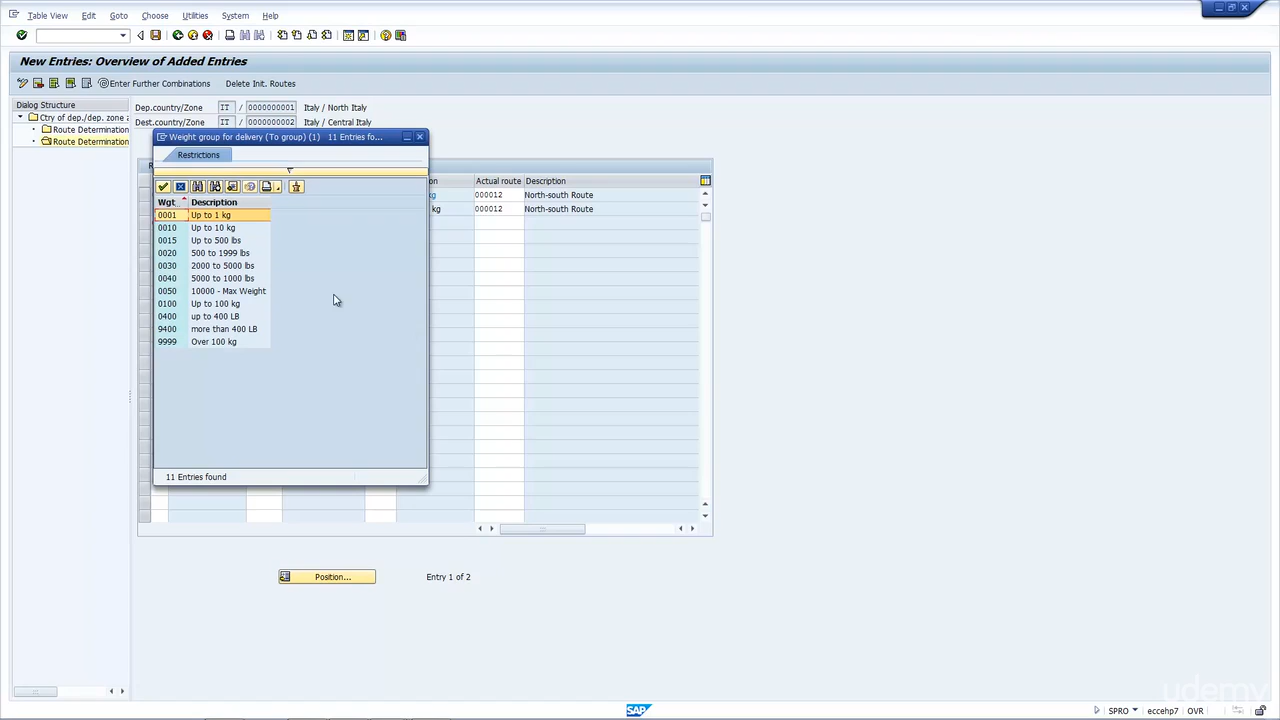 Table View Edit Goto Choose Utilities System Help
New Entries: Overview of Added Entries
Enter Further Combinations Delete Init. Routes
Dialog Structure
Ctry of dep./dep. zone a
Route Determination
Route Determination
Dep.country/Zone IT / 0000000001 Italy / North Italy
Dest.country/Zone IT / 0000000002 Italy / Central Italy
Weight group for delivery (To group) (1) 11 Entries fo...
Restrictions
Wgt.. Description
0001 Up to 1 kg
0010 Up to 10 kg
0015 Up to 500 lbs
0020 500 to 1999 lbs
0030 2000 to 5000 lbs
0040 5000 to 1000 lbs
0050 10000 - Max Weight
0100 Up to 100 kg
0400 up to 400 LB
9400 more than 400 LB
9999 Over 100 kg
11 Entries found
on Actual route Description
kg 000012 North-south Route
kg 000012 North-south Route
Position... Entry 1 of 2
udemy
SAP SPRO eccehp7 OVR